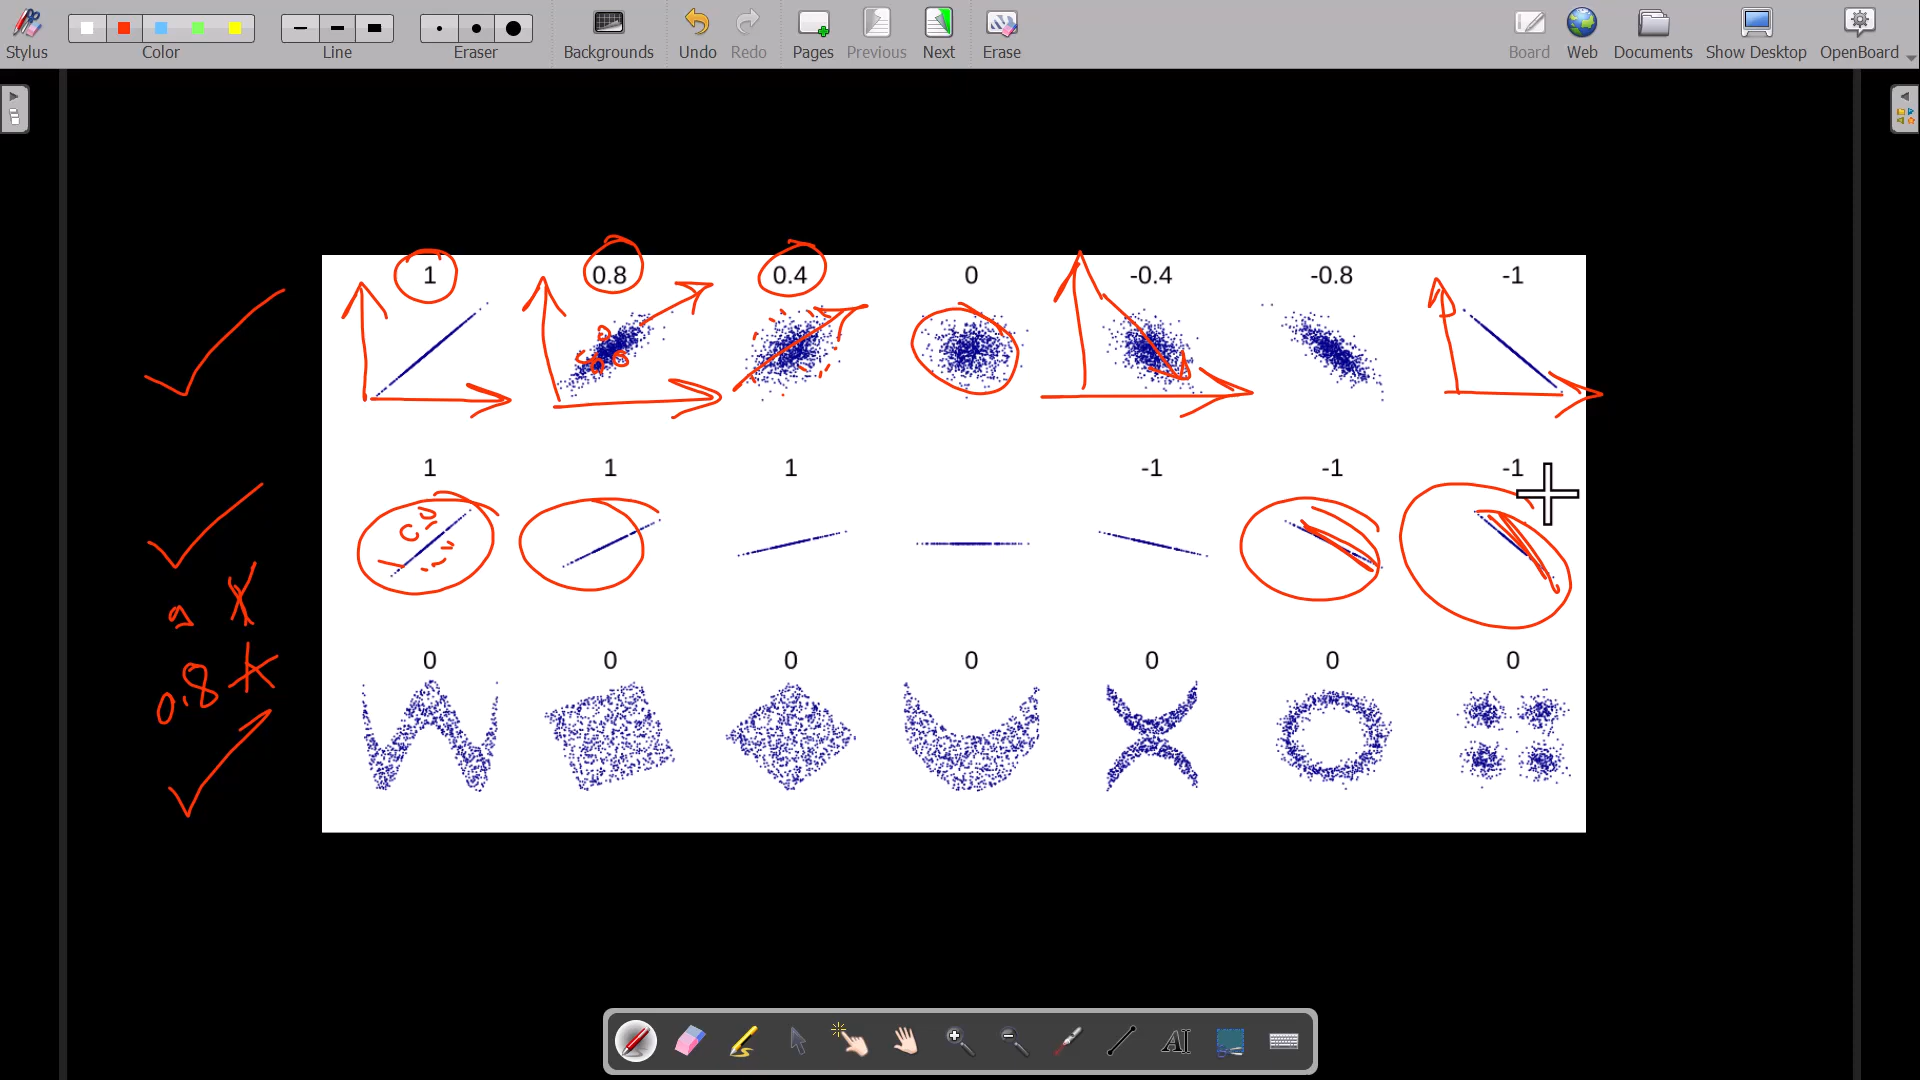 Stylus Color Line Eraser Backgrounds Undo Redo Pages Previous Next Erase Board Web Documents Show Desktop OpenBoard
1 0.8 0.4 0 -0.4 -0.8 -1
1 1 1 -1 -1 -1
0.8
0 0 0 0 0 0 0
AI